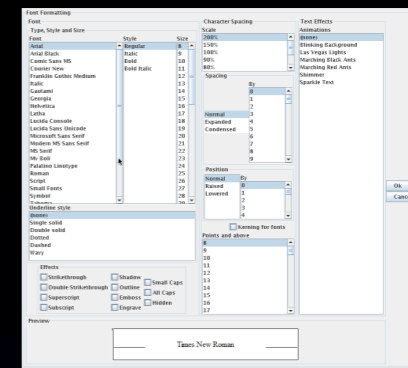 Font Formatting
Font
Type, Style and Size
Font
Arial
Arial Black
Comic Sans MS
Courier New
Franklin Gothic Medium
Italic
Gautami
Georgia
Helvetica
Impact
Latha
Lucida Console
Lucida Sans Unicode
Microsoft Sans Serif
Modern MS Sans Serif
MS Serif
Mv Boli
Palatino Linotype
Roman
Script
Small Fonts
Symbol
Tahoma
Style
Regular
Bold
Italic
Bold Italic
Size
8
9
10
11
12
13
14
15
16
17
18
19
20
21
22
23
24
25
26
27
28
Underline style
(none)
Single solid
Double solid
Dotted
Dashed
Wavy
Effects
Strikethrough
Double Strikethrough
Superscript
Subscript
Shadow
Outline
Emboss
Engrave
Small Caps
All Caps
Hidden
Character Spacing
Scale
200%
150%
100%
90%
80%
Spacing
Normal
Expanded
Condensed
By
0
1
2
3
4
5
6
7
8
9
Position
Normal
Raised
Lowered
By
0
1
2
3
4
Kerning for fonts
Points and above
8
9
10
11
12
13
14
15
16
17
Text Effects
Animations
(none)
Blinking Background
Las Vegas Lights
Marching Black Ants
Marching Red Ants
Shimmer
Sparkle Text
Ok
Preview
Times New Roman